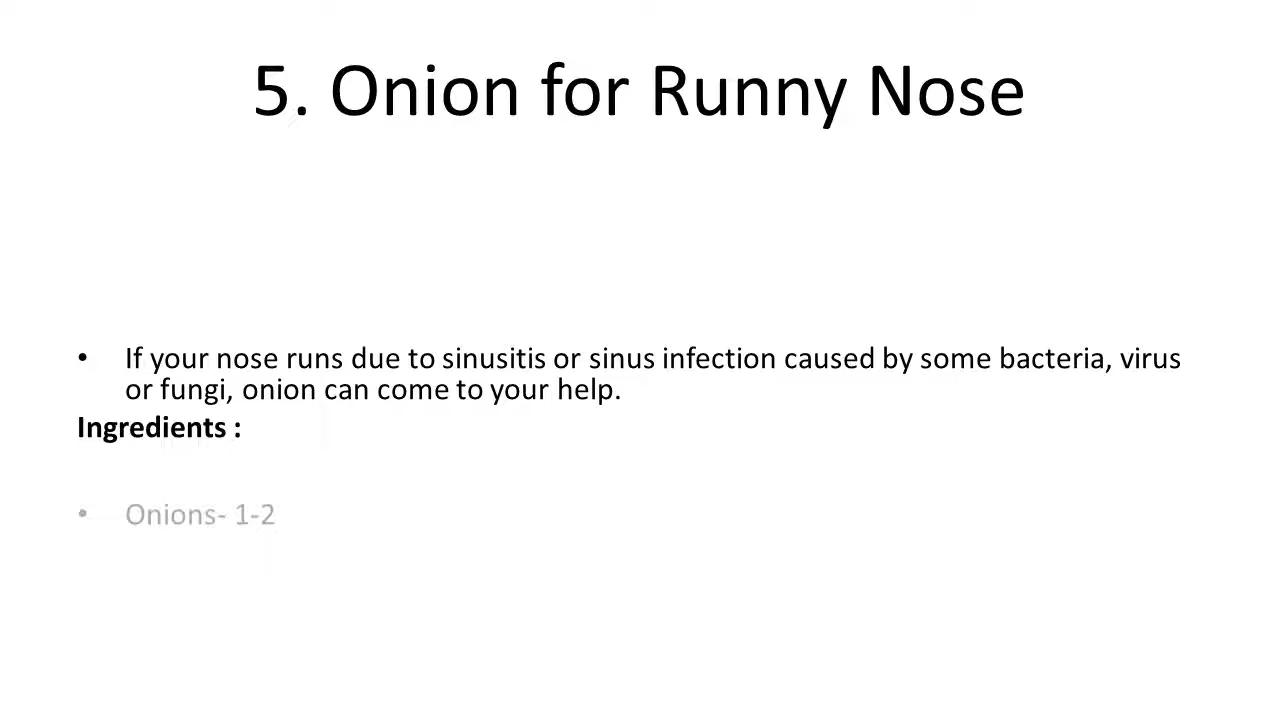 5. Onion for Runny Nose
• If your nose runs due to sinusitis or sinus infection caused by some bacteria, virus
or fungi, onion can come to your help.
Ingredients :
• Onions- 1-2